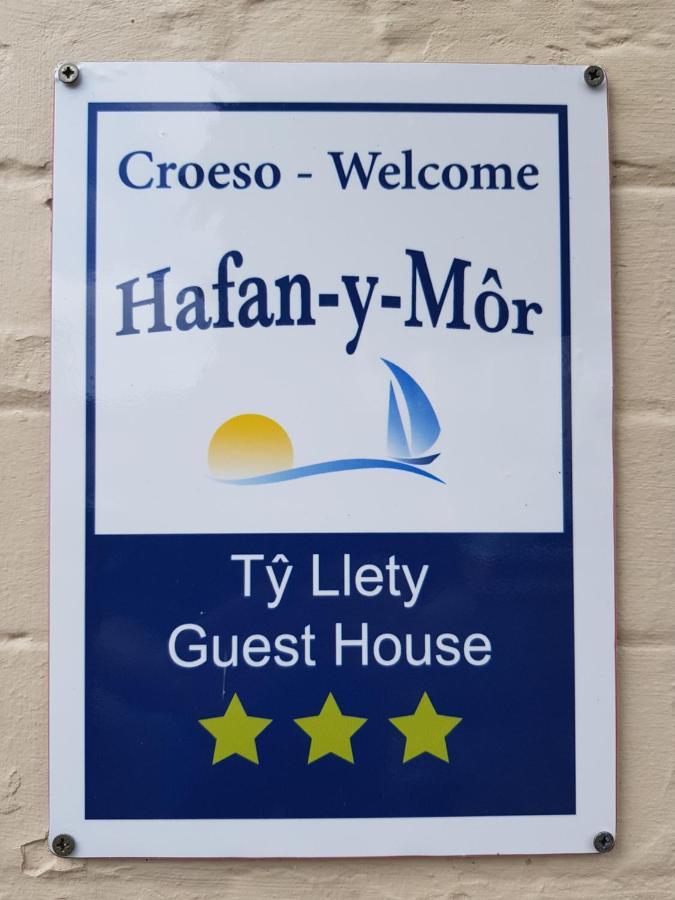 Croeso - Welcome
Hafan-y-Môr
Tŷ Llety
Guest House